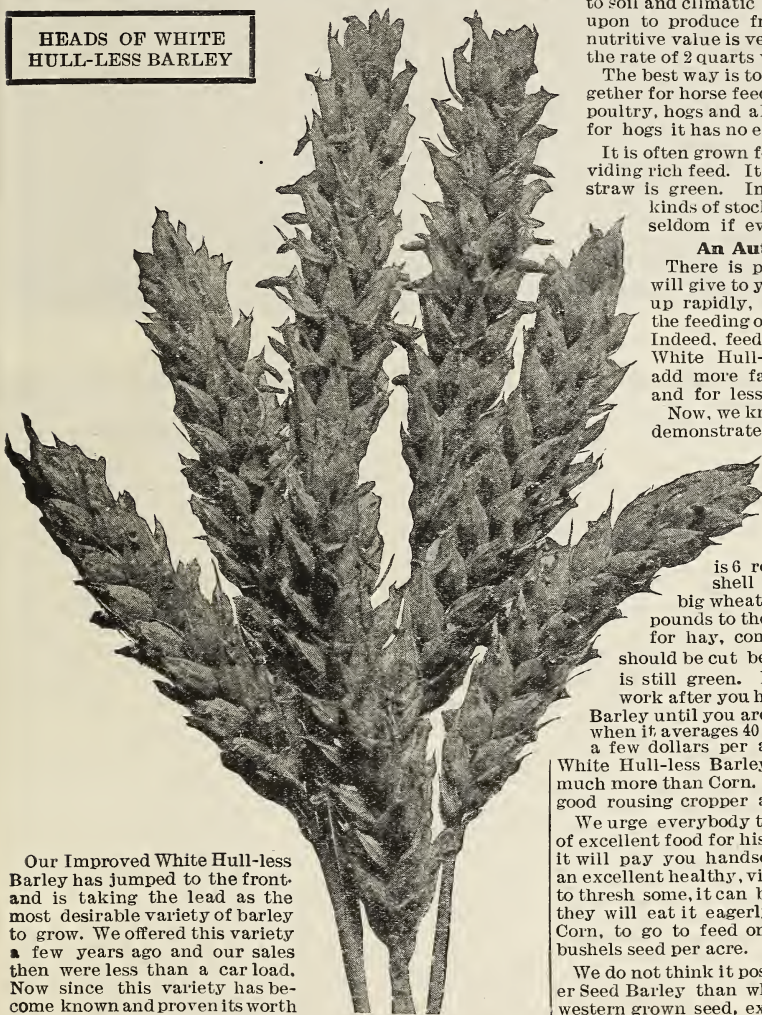 HEADS OF WHITE
HULL-LESS BARLEY
Our Improved White Hull-less
Barley has jumped to the front
and is taking the lead as the
most desirable variety of barley
to grow. We offered this variety
a few years ago and our sales
then were less than a car load.
Now since this variety has be-
come known and proven its worth
to soil and climatic
upon to produce fr
nutritive value is ve
the rate of 2 quarts
The best way is to
gether for horse feed
poultry, hogs and al
for hogs it has no e
It is often grown f
viding rich feed. It
straw is green. In
kinds of stoc
seldom if ev
An Au
There is p
will give to y
up rapidly,
the feeding o
Indeed, feed
White Hull-
add more fa
and for less
Now, we kn
demonstrate
is 6 r
shell
big wheat
pounds to the
for hay, con
should be cut be
is still green.
work after you h
Barley until you are
when it averages 40
a few dollars per a
White Hull-less Barley
much more than Corn.
good rousing cropper a
We urge everybody t
of excellent food for his
it will pay you hands
an excellent healthy, vi
to thresh some, it can b
they will eat it eagerl
Corn, to go to feed or
bushels seed per acre.
We do not think it pos
er Seed Barley than wh
western grown seed, ex